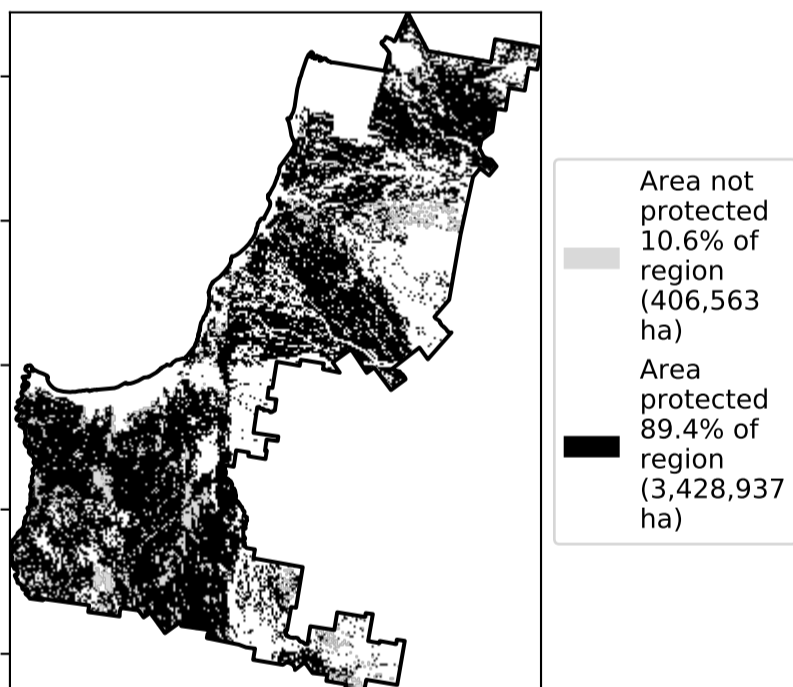 Area not
protected
10.6% of
region
(406,563
ha)
Area
protected
89.4% of
region
(3,428,937
ha)